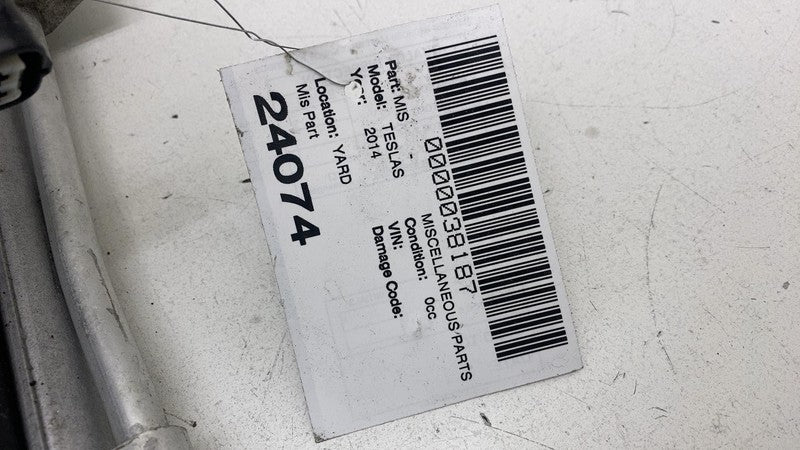 0000038187
Part: MIS MISCELLANEOUS PARTS
Model: TESLAS Condition: 0cc
Year: 2014 VIN:
Damage Code:
Location: YARD
Mis Part
24074